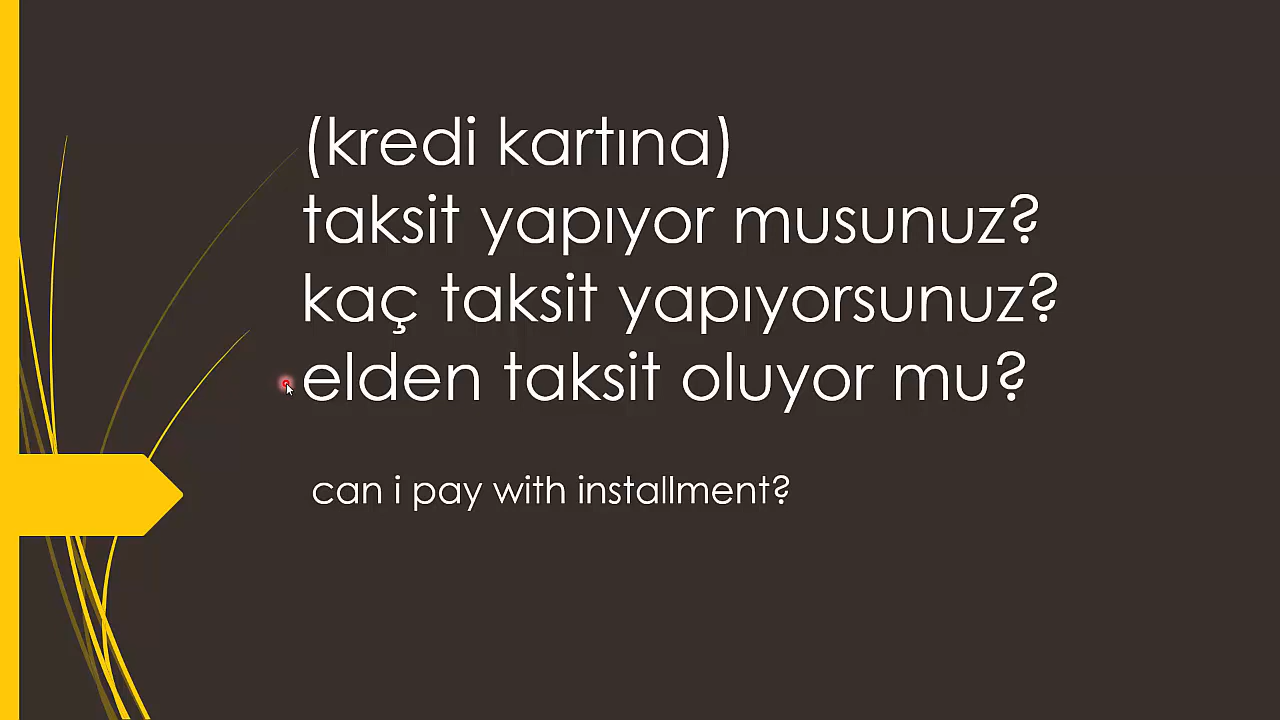 (kredi kartına)
taksit yapıyor musunuz?
kaç taksit yapıyorsunuz?
elden taksit oluyor mu?
can i pay with installment?